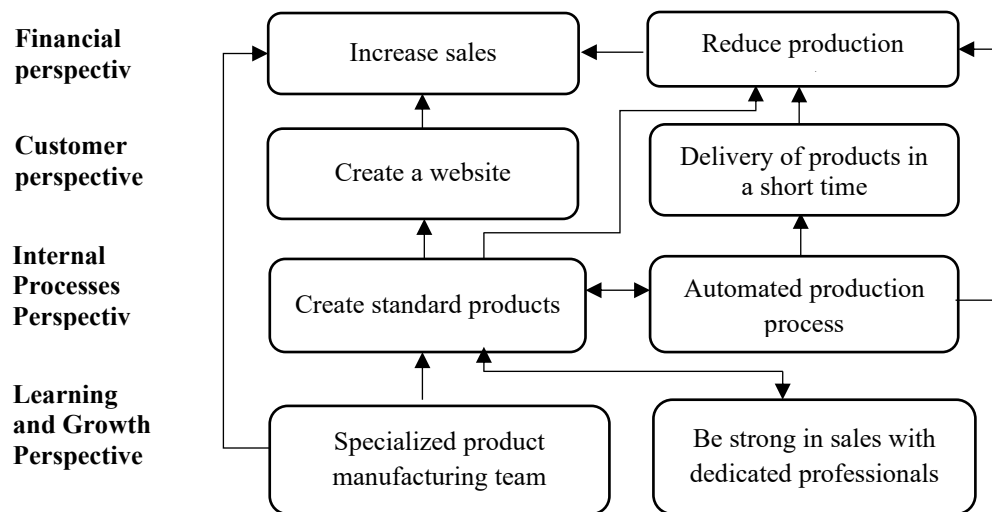 Financial
perspectiv
Increase sales
Reduce production
Customer
perspective
Create a website
Delivery of products in
a short time
Internal
Processes
Perspectiv
Create standard products
Automated production
process
Learning
and Growth
Perspective
Specialized product
manufacturing team
Be strong in sales with
dedicated professionals